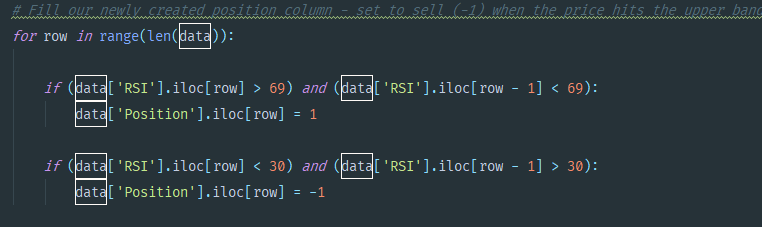 # Fill our newly created position column - set to sell (-1) when the price hits the upper band
for row in range(len(data)):
if (data['RSI'].iloc[row] > 69) and (data['RSI'].iloc[row - 1] < 69):
data['Position'].iloc[row] = 1
if (data['RSI'].iloc[row] < 30) and (data['RSI'].iloc[row - 1] > 30):
data['Position'].iloc[row] = -1